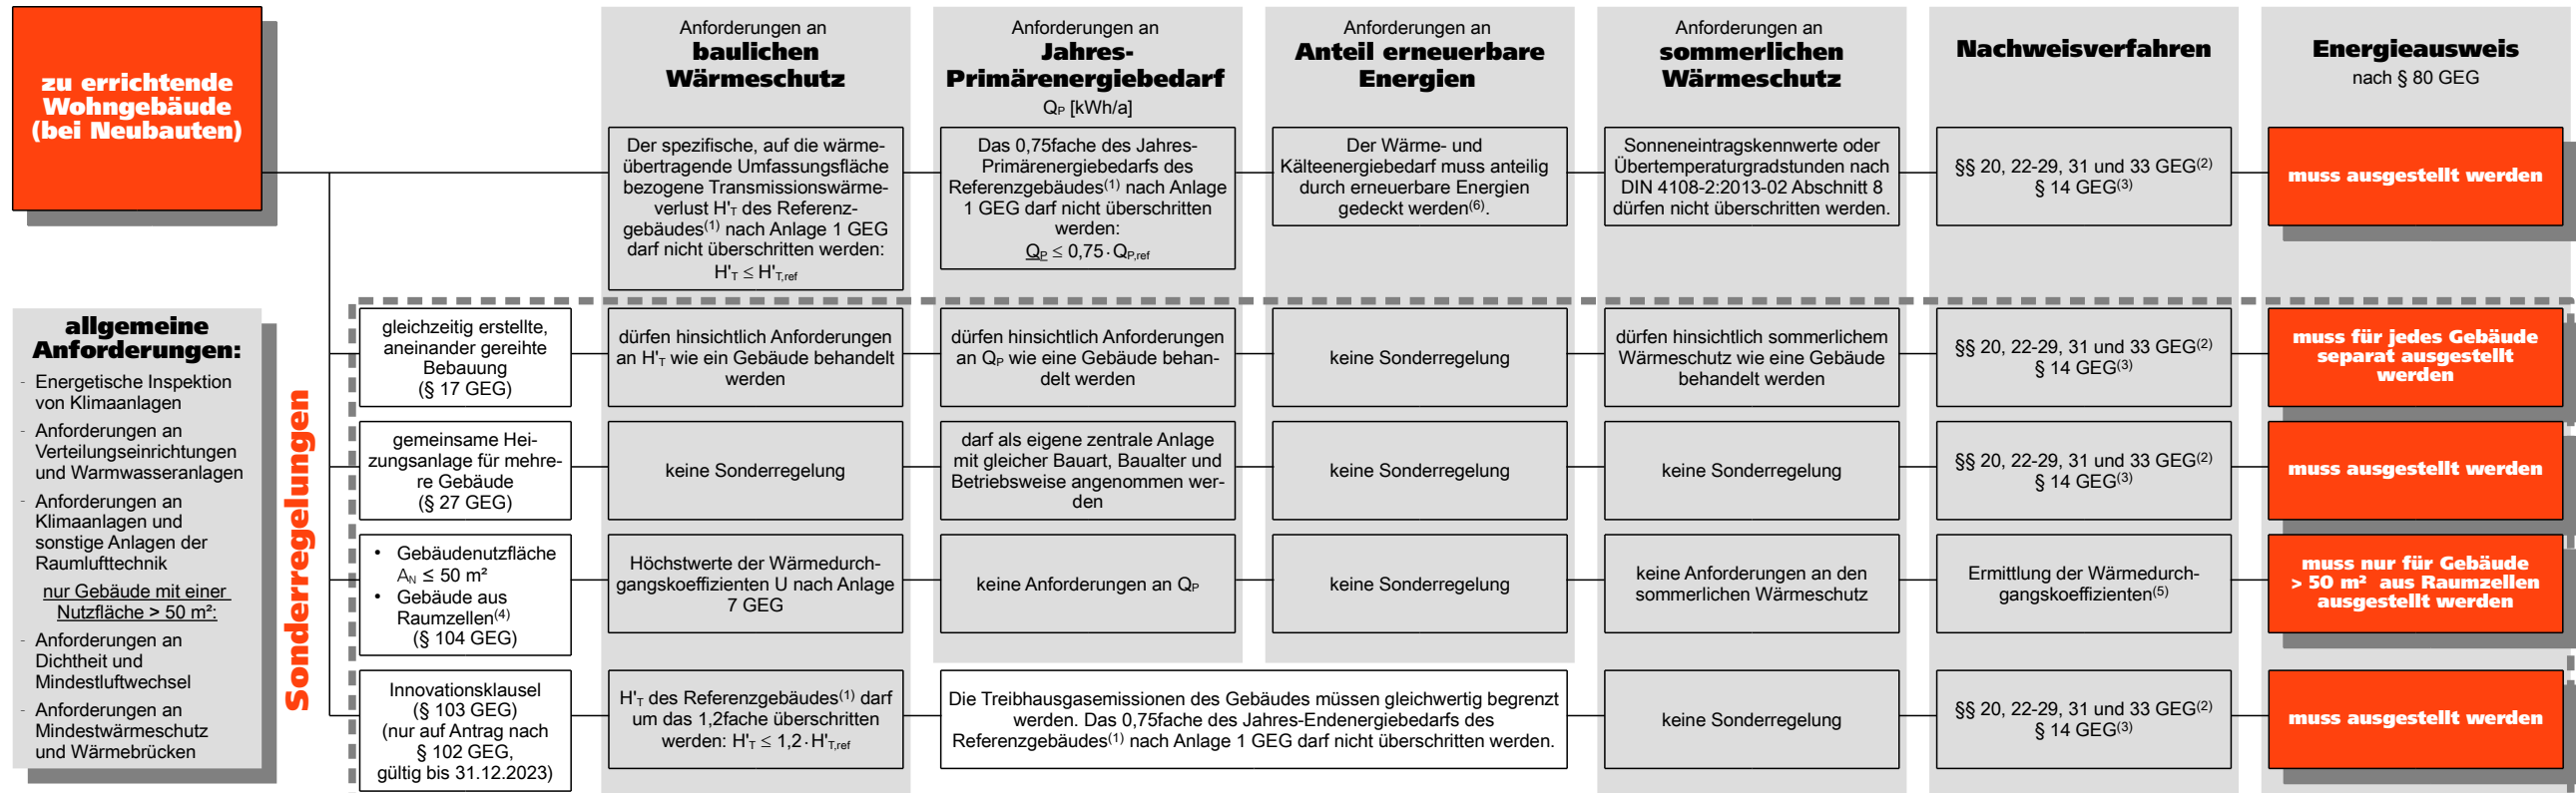 zu errichtende
Wohngebäude
(bei Neubauten)
Anforderungen an
baulichen
Wärmeschutz
Anforderungen an
Jahres-
Primärenergiebedarf
QP [kWh/a]
Anforderungen an
Anteil erneuerbare
Energien
Anforderungen an
sommerlichen
Wärmeschutz
Nachweisverfahren
Energieausweis
nach § 80 GEG
Der spezifische, auf die wärme-
übertragende Umfassungsfläche
bezogene Transmissionswärme-
verlust H'T des Referenz-
gebäudes(1) nach Anlage 1 GEG
darf nicht überschritten werden:
H'T ≤ H'T,ref
Das 0,75fache des Jahres-
Primärenergiebedarfs des
Referenzgebäudes(1) nach Anlage
1 GEG darf nicht überschritten
werden:
QP ≤ 0,75·QP,ref
Der Wärme- und
Kälteenergiebedarf muss anteilig
durch erneuerbare Energien
gedeckt werden(6).
Sonneneintragskennwerte oder
Übertemperaturgradstunden nach
DIN 4108-2:2013-02 Abschnitt 8
dürfen nicht überschritten werden.
§§ 20, 22-29, 31 und 33 GEG(2)
§ 14 GEG(3)
muss ausgestellt werden
allgemeine
Anforderungen:
- Energetische Inspektion
von Klimaanlagen
- Anforderungen an
Verteilungseinrichtungen
und Warmwasseranlagen
- Anforderungen an
Klimaanlagen und
sonstige Anlagen der
Raumlufttechnik
nur Gebäude mit einer
Nutzfläche > 50 m²:
- Anforderungen an
Dichtheit und
Mindestluftwechsel
- Anforderungen an
Mindestwärmeschutz
und Wärmebrücken
Sonderregelungen
gleichzeitig erstellte,
aneinander gereihte
Bebauung
(§ 17 GEG)
dürfen hinsichtlich Anforderungen
an H'T wie ein Gebäude behandelt
werden
dürfen hinsichtlich Anforderungen
an QP wie eine Gebäude behan-
delt werden
keine Sonderregelung
dürfen hinsichtlich sommerlichem
Wärmeschutz wie eine Gebäude
behandelt werden
§§ 20, 22-29, 31 und 33 GEG(2)
§ 14 GEG(3)
muss für jedes Gebäude
separat ausgestellt
werden
gemeinsame Hei-
zungsanlage für mehre-
re Gebäude
(§ 27 GEG)
keine Sonderregelung
darf als eigene zentrale Anlage
mit gleicher Bauart, Baualter und
Betriebsweise angenommen wer-
den
keine Sonderregelung
keine Sonderregelung
§§ 20, 22-29, 31 und 33 GEG(2)
§ 14 GEG(3)
muss ausgestellt werden
• Gebäudenutzfläche
AN ≤ 50 m²
• Gebäude aus
Raumzellen(4)
(§ 104 GEG)
Höchstwerte der Wärmedurch-
gangskoeffizienten U nach Anlage
7 GEG
keine Anforderungen an QP
keine Sonderregelung
keine Anforderungen an den
sommerlichen Wärmeschutz
Ermittlung der Wärmedurch-
gangskoeffizienten(5)
muss nur für Gebäude
> 50 m² aus Raumzellen
ausgestellt werden
Innovationsklausel
(§ 103 GEG)
(nur auf Antrag nach
§ 102 GEG,
gültig bis 31.12.2023)
H'T des Referenzgebäudes(1) darf
um das 1,2fache überschritten
werden: H'T ≤ 1,2·H'T,ref
Die Treibhausgasemissionen des Gebäudes müssen gleichwertig begrenzt
werden. Das 0,75fache des Jahres-Endenergiebedarfs des
Referenzgebäudes(1) nach Anlage 1 GEG darf nicht überschritten werden.
keine Sonderregelung
§§ 20, 22-29, 31 und 33 GEG(2)
§ 14 GEG(3)
muss ausgestellt werden